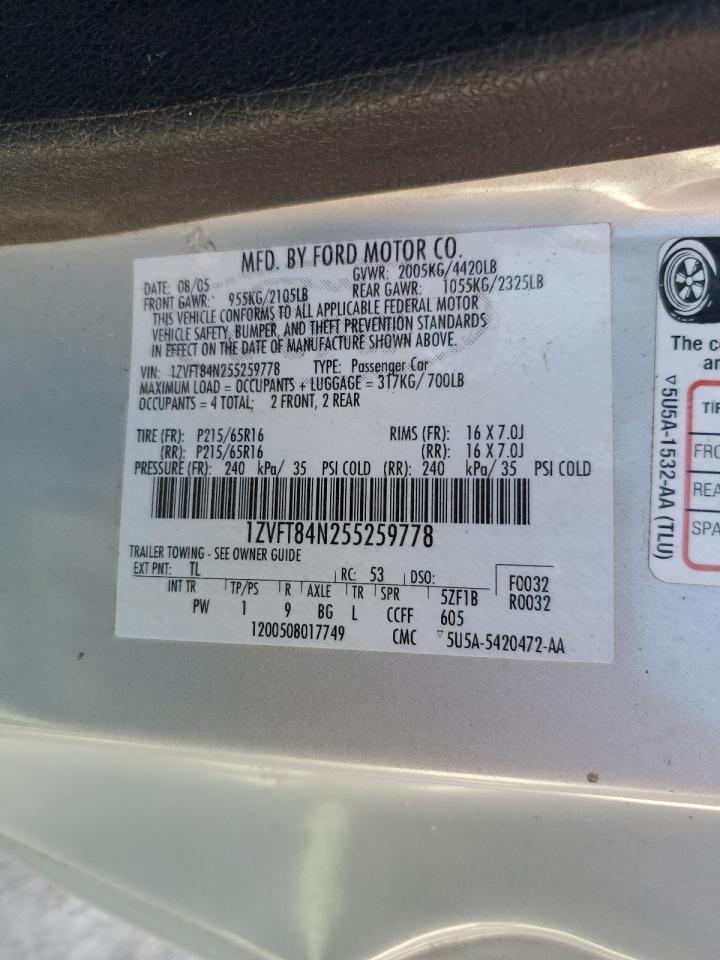 MFD. BY FORD MOTOR CO.
DATE: 08/05 GVWR: 2005KG/4420LB
FRONT GAWR: 955KG/2105LB REAR GAWR: 1055KG/2325LB
THIS VEHICLE CONFORMS TO ALL APPLICABLE FEDERAL MOTOR
VEHICLE SAFETY, BUMPER, AND THEFT PREVENTION STANDARDS
IN EFFECT ON THE DATE OF MANUFACTURE SHOWN ABOVE.
VIN: 1ZVFT84N255259778 TYPE: Passenger Car
MAXIMUM LOAD = OCCUPANTS + LUGGAGE = 317KG/ 700LB
OCCUPANTS = 4 TOTAL; 2 FRONT, 2 REAR
TIRE (FR): P215/65R16 RIMS (FR): 16 X 7.0J
(RR): P215/65R16 (RR): 16 X 7.0J
PRESSURE (FR): 240 kPa/ 35 PSI COLD (RR): 240 kPa/ 35 PSI COLD
1ZVFT84N255259778
TRAILER TOWING - SEE OWNER GUIDE
EXT PNT: TL RC: 53 DSO: F0032
INT TR TP/PS R AXLE TR SPR 5ZF1B R0032
PW 1 9 BG L CCFF 605
1200508017749 CMC ▽5U5A-5420472-AA
The co
an
TIR
FRO
REA
SPA
▽5U5A-1532-AA (TLU)